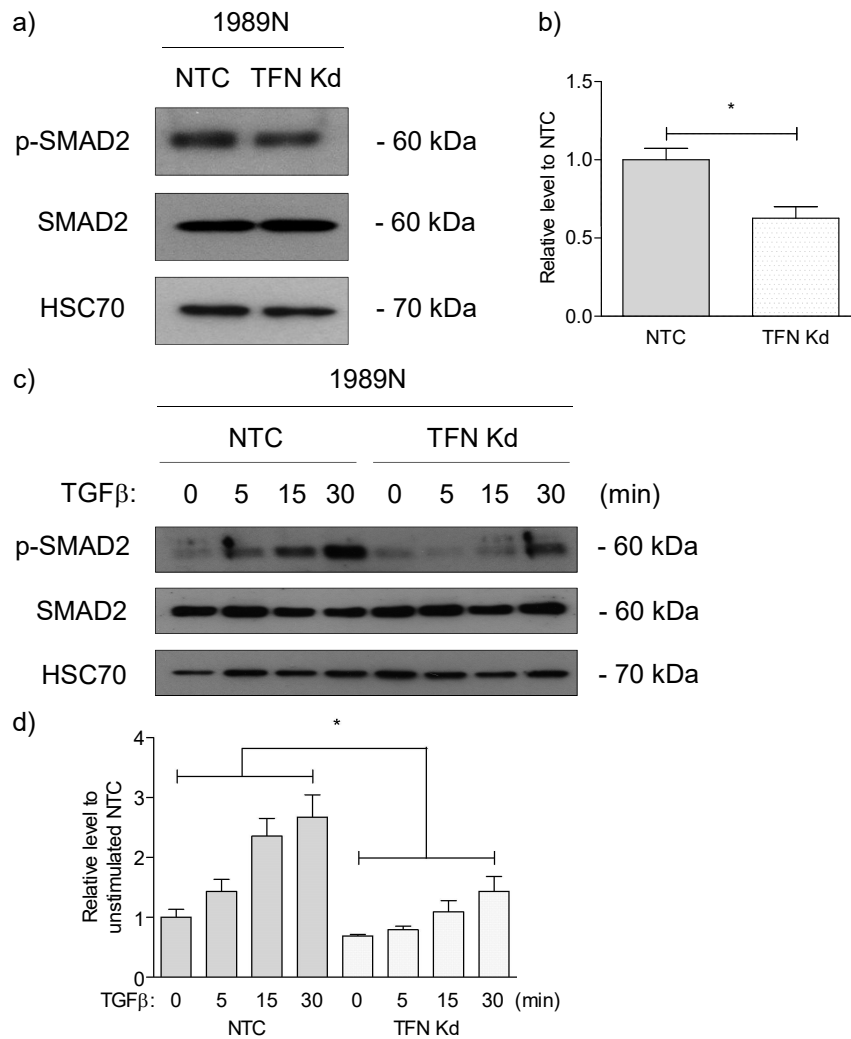 a)
1989N
NTC TFN Kd
p-SMAD2 - 60 kDa
SMAD2 - 60 kDa
HSC70 - 70 kDa
b)
Relative level to NTC
1.5
1.0
0.5
0.0
*
NTC TFN Kd
c)
1989N
NTC TFN Kd
TGFβ: 0 5 15 30 0 5 15 30 (min)
p-SMAD2 - 60 kDa
SMAD2 - 60 kDa
HSC70 - 70 kDa
d)
Relative level to
unstimulated NTC
4
3
2
1
0
*
TGFβ: 0 5 15 30 0 5 15 30 (min)
NTC TFN Kd